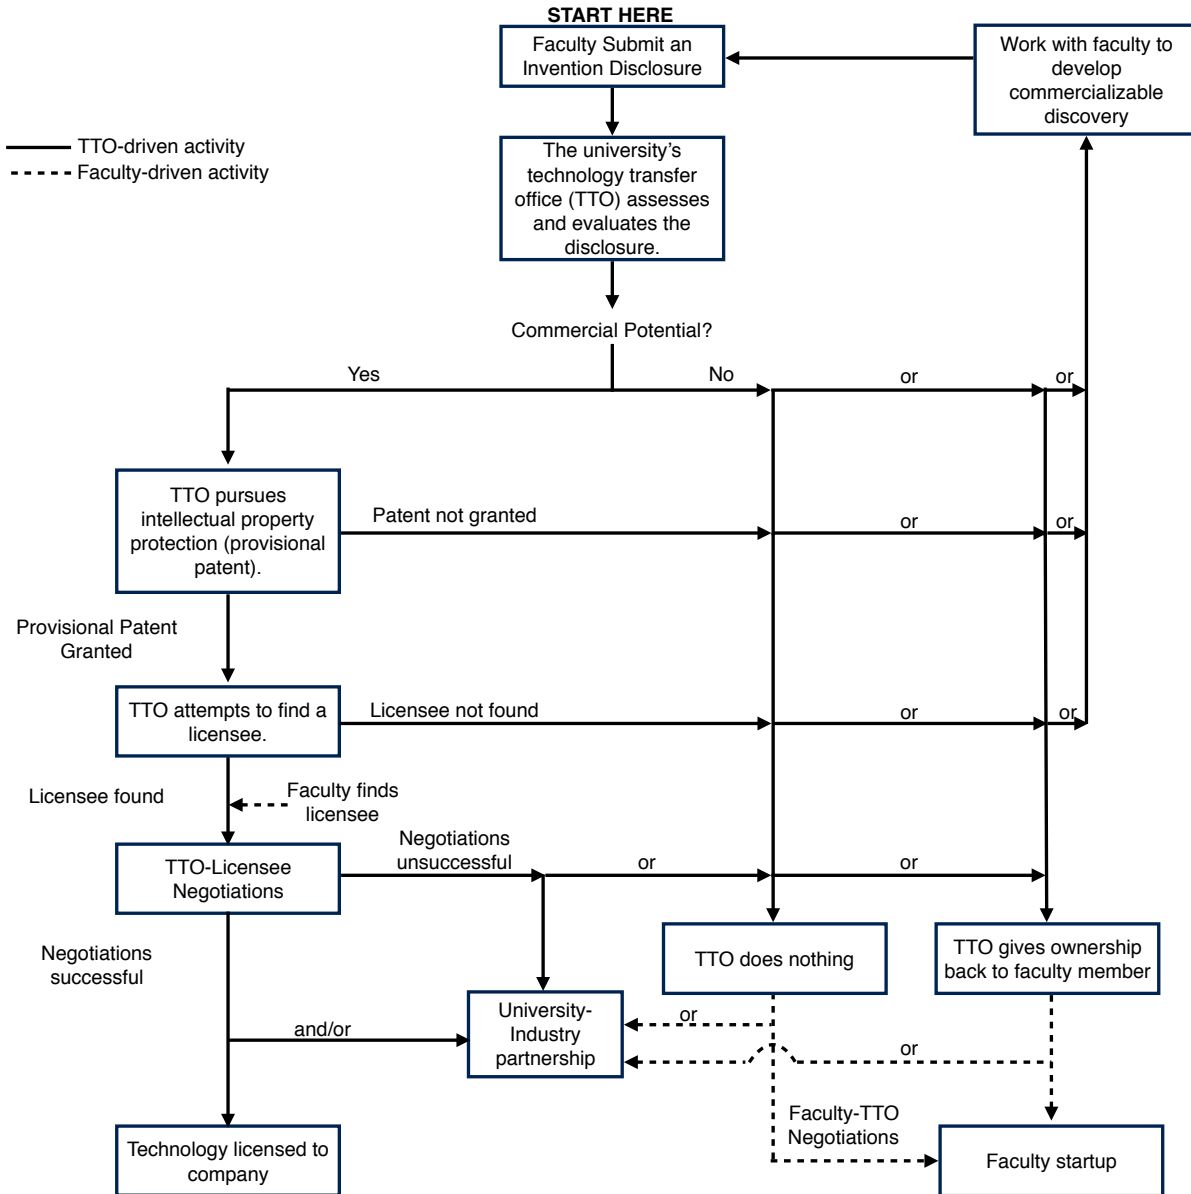 START HERE
Faculty Submit an
Invention Disclosure
Work with faculty to
develop
commercializable
discovery
TTO-driven activity
Faculty-driven activity
The university’s
technology transfer
office (TTO) assesses
and evaluates the
disclosure.
Commercial Potential?
Yes
No
or
or
TTO pursues
intellectual property
protection (provisional
patent).
Patent not granted
or
or
Provisional Patent
Granted
TTO attempts to find a
licensee.
Licensee not found
or
or
Licensee found
Faculty finds
licensee
TTO-Licensee
Negotiations
Negotiations
unsuccessful
or
or
Negotiations
successful
TTO does nothing
TTO gives ownership
back to faculty member
and/or
University-
Industry
partnership
or
or
Faculty-TTO
Negotiations
Technology licensed to
company
Faculty startup